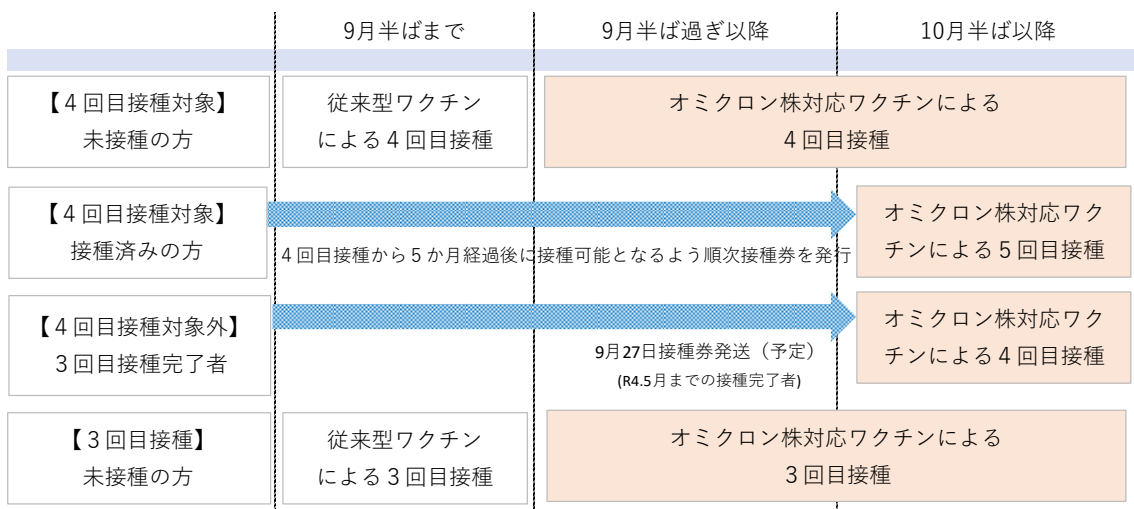 9月半ばまで
9月半ば過ぎ以降
10月半ば以降
【４回目接種対象】
未接種の方
従来型ワクチン
による４回目接種
オミクロン株対応ワクチンによる
４回目接種
【４回目接種対象】
接種済みの方
４回目接種から５か月経過後に接種可能となるよう順次接種券を発行
オミクロン株対応ワク
チンによる５回目接種
【４回目接種対象外】
３回目接種完了者
9月27日接種券発送（予定）
(R4.5月までの接種完了者)
オミクロン株対応ワク
チンによる４回目接種
【３回目接種】
未接種の方
従来型ワクチン
による３回目接種
オミクロン株対応ワクチンによる
３回目接種